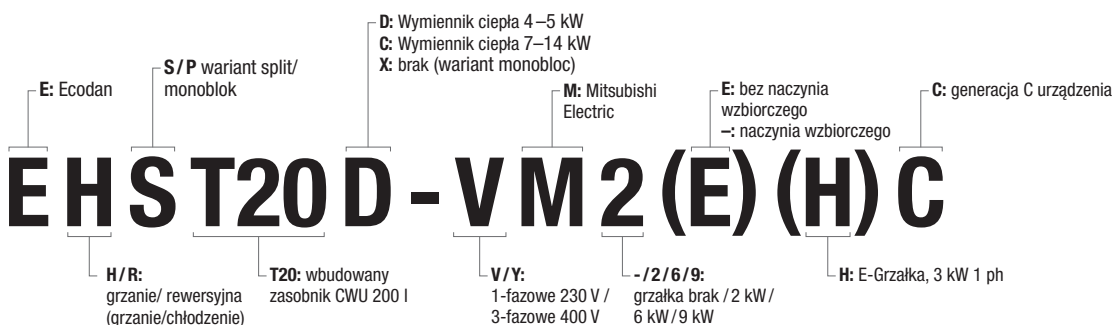 D: Wymiennik ciepła 4–5 kW
C: Wymiennik ciepła 7–14 kW
X: brak (wariant monobloc)
S/P wariant split/
monoblok
E: Ecodan
M: Mitsubishi
Electric
E: bez naczynia
wzbiorczego
–: naczynia wzbiorczego
C: generacja C urządzenia
EHST20D-VM2(E)(H)C
H/R:
grzanie/ rewersyjna
(grzanie/chłodzenie)
T20: wbudowany
zasobnik CWU 200 l
V/Y:
1-fazowe 230 V /
3-fazowe 400 V
-/2/6/9:
grzałka brak / 2 kW /
6 kW / 9 kW
H: E-Grzałka, 3 kW 1 ph